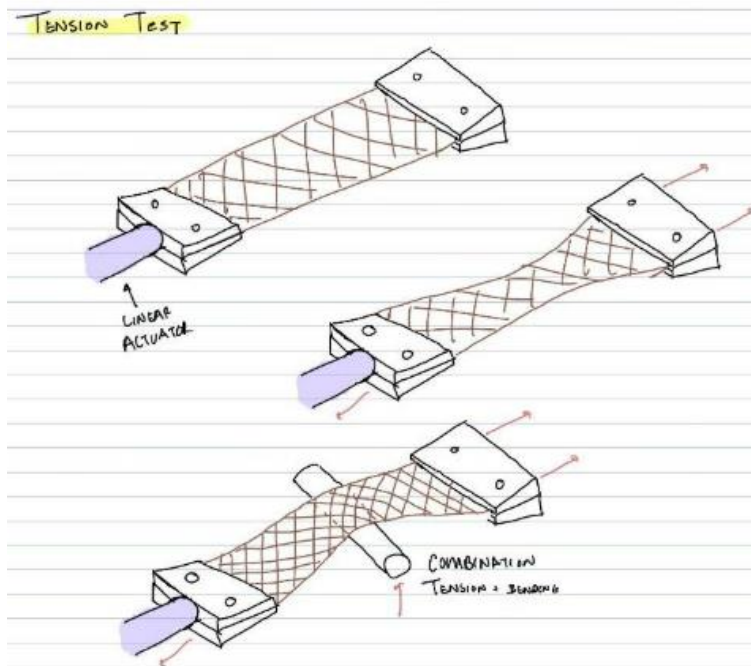 TENSION TEST
LINEAR
ACTUATOR
COMBINATION
TENSION + BENDING